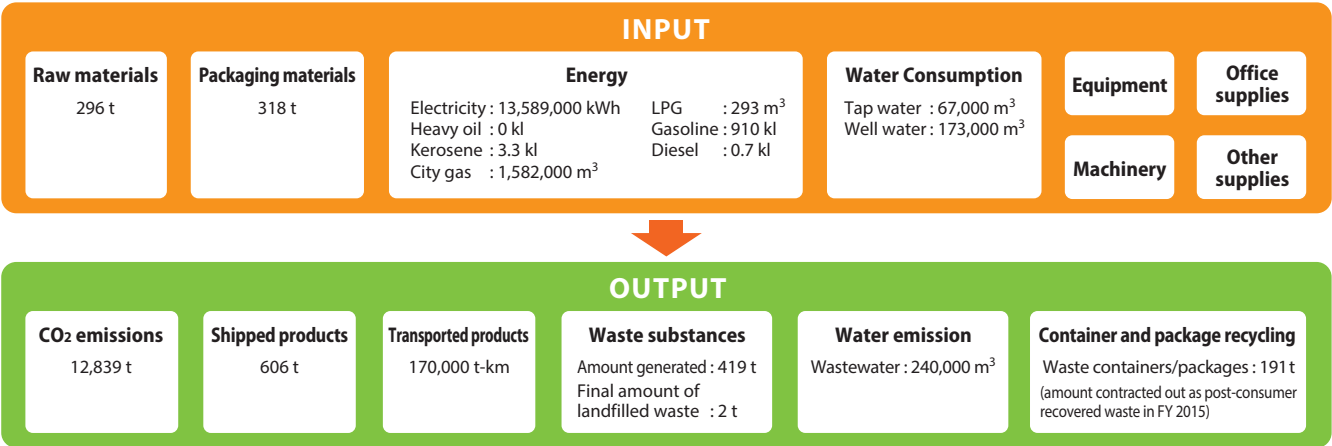 INPUT
Raw materials
296 t
Packaging materials
318 t
Energy
Electricity : 13,589,000 kWh
Heavy oil : 0 kl
Kerosene : 3.3 kl
City gas : 1,582,000 m³
LPG : 293 m³
Gasoline : 910 kl
Diesel : 0.7 kl
Water Consumption
Tap water : 67,000 m³
Well water : 173,000 m³
Equipment
Office
supplies
Machinery
Other
supplies
OUTPUT
CO₂ emissions
12,839 t
Shipped products
606 t
Transported products
170,000 t-km
Waste substances
Amount generated : 419 t
Final amount of
landfilled waste : 2 t
Water emission
Wastewater : 240,000 m³
Container and package recycling
Waste containers/packages : 191 t
(amount contracted out as post-consumer
recovered waste in FY 2015)